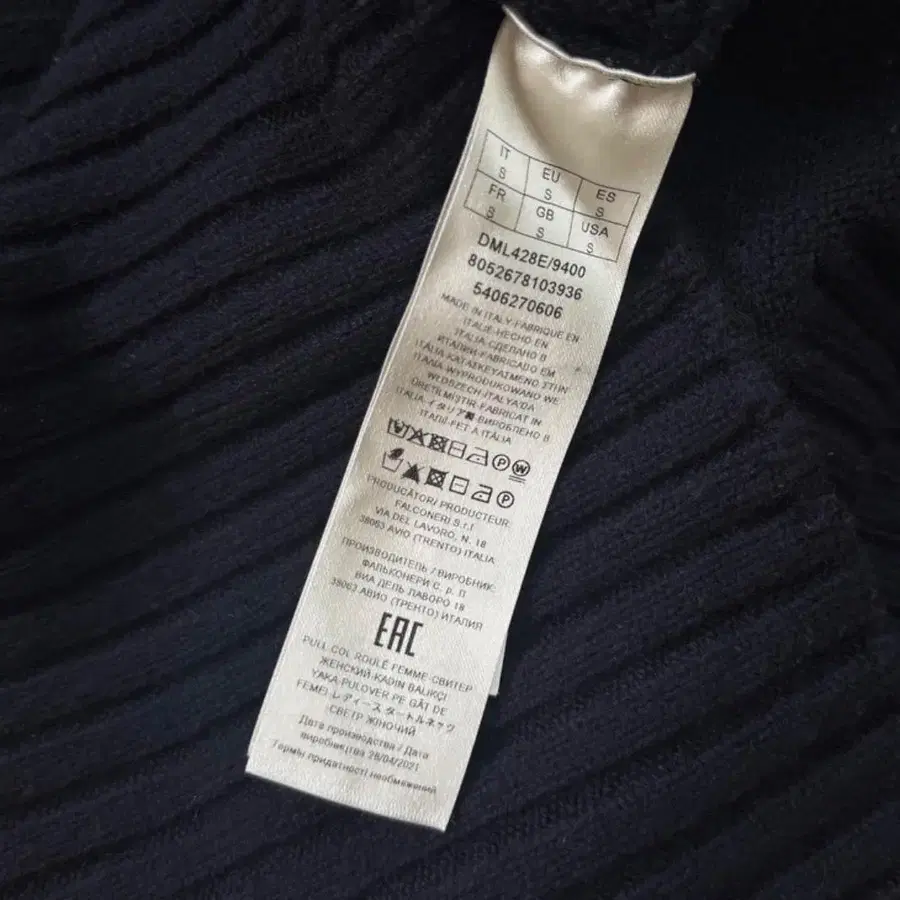 IT EU ES
S S S
FR GB USA
S S S
DML428E/9400
8052678103936
5406270606
MADE IN ITALY-FABRIQUE EN
ITALIE-HECHO EN
ITALIA-СДЕЛАНО В
ИТАЛИИ-FABRICADO EM
ITÁLIA-ΚΑΤΑΣΚΕΥΑΣΜΕΝΟ ΣΤΗΝ
ΙΤΑΛΙΑ-WYPRODUKOWANO WE
WŁOSZECH-İTALYA'DA
ÜRETİLMİŞTİR-FABRICAT IN
ITALIA-イタリア製-ВИРОБЛЕНО В
ІТАЛІЇ-FET A ITÀLIA
P W
P
PRODUCĂTOR/ PRODUCTEUR:
FALCONERI S.r.l
VIA DEL LAVORO, N. 18
38063 AVIO (TRENTO) ITALIA
ПРОИЗВОДИТЕЛЬ / ВИРОБНИК:
ФАЛЬКОНЕРИ С. р. Л
ВИА ДЕЛЬ ЛАВОРО 18
38063 АВИО (ТРЕНТО) ИТАЛИЯ
EAC
PULL COL ROULÉ FEMME-СВИТЕР
ЖЕНСКИЙ-KADIN BALIKÇI
YAKA-PULOVER PE GÂT DE
FEMEI-レディース タートルネック
-СВЕТР ЖІНОЧИЙ
Дата производства / Дата
виробництва 28/04/2021
Термін придатності необмежений